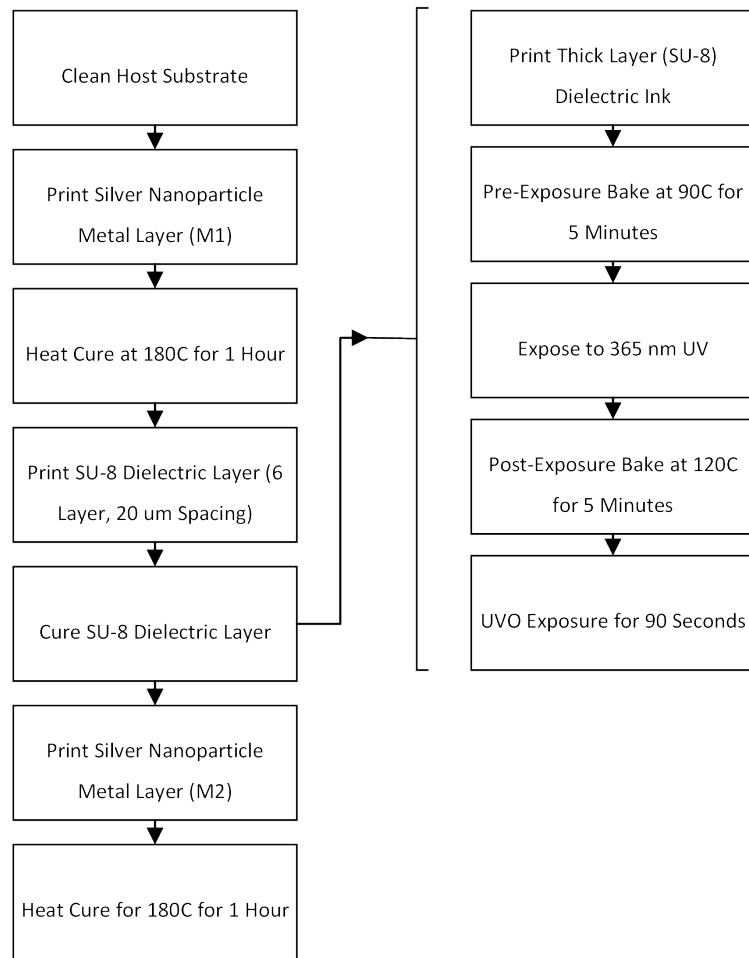 Clean Host Substrate
Print Silver Nanoparticle
Metal Layer (M1)
Heat Cure at 180C for 1 Hour
Print SU-8 Dielectric Layer (6
Layer, 20 um Spacing)
Cure SU-8 Dielectric Layer
Print Silver Nanoparticle
Metal Layer (M2)
Heat Cure for 180C for 1 Hour
Print Thick Layer (SU-8)
Dielectric Ink
Pre-Exposure Bake at 90C for
5 Minutes
Expose to 365 nm UV
Post-Exposure Bake at 120C
for 5 Minutes
UVO Exposure for 90 Seconds